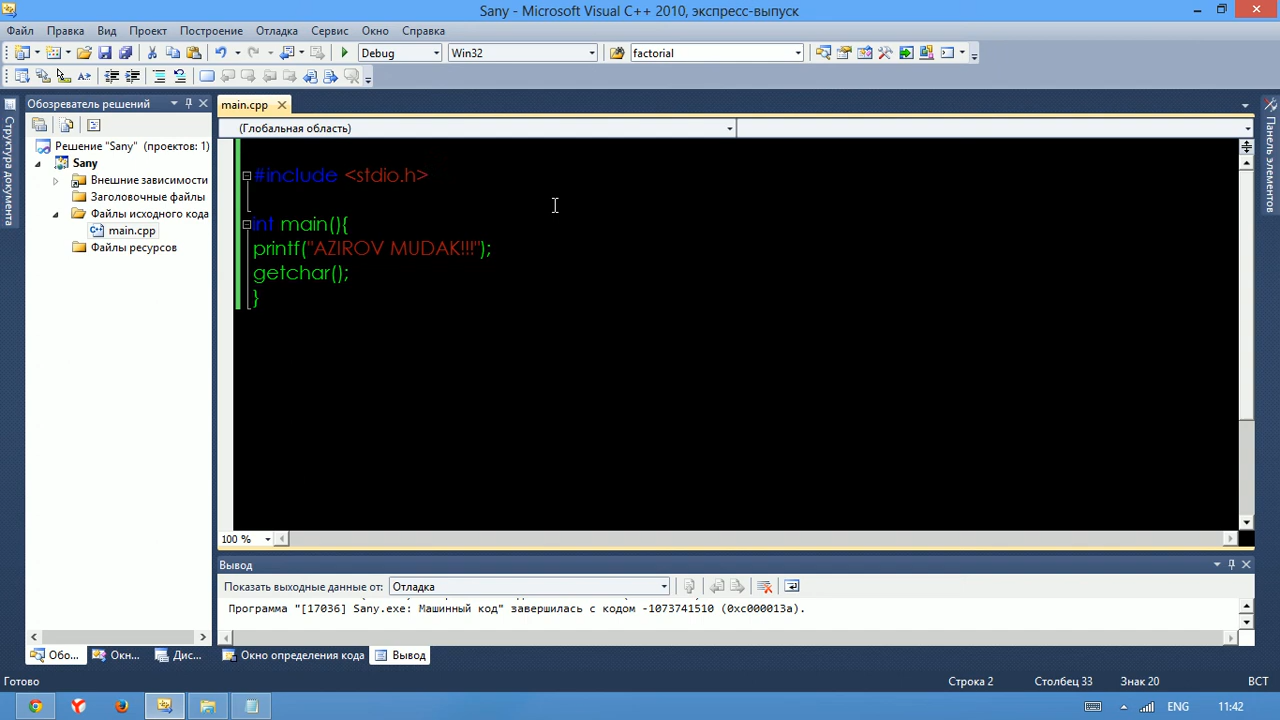 Sany - Microsoft Visual C++ 2010, экспресс-выпуск
Файл Правка Вид Проект Построение Отладка Сервис Окно Справка
Debug Win32 factorial
Обозреватель решений
main.cpp
Структура документа
Панель элементов
(Глобальная область)
Решение "Sany" (проектов: 1)
Sany
Внешние зависимости
Заголовочные файлы
Файлы исходного кода
main.cpp
Файлы ресурсов
#include <stdio.h>
int main(){
printf("AZIROV MUDAK!!!");
getchar();
}
100 %
Вывод
Показать выходные данные от: Отладка
Программа "[17036] Sany.exe: Машинный код" завершилась с кодом -1073741510 (0xc000013a).
Обо... Окн... Дис... Окно определения кода Вывод
Готово Строка 2 Столбец 33 Знак 20 ВСТ
ENG 11:42